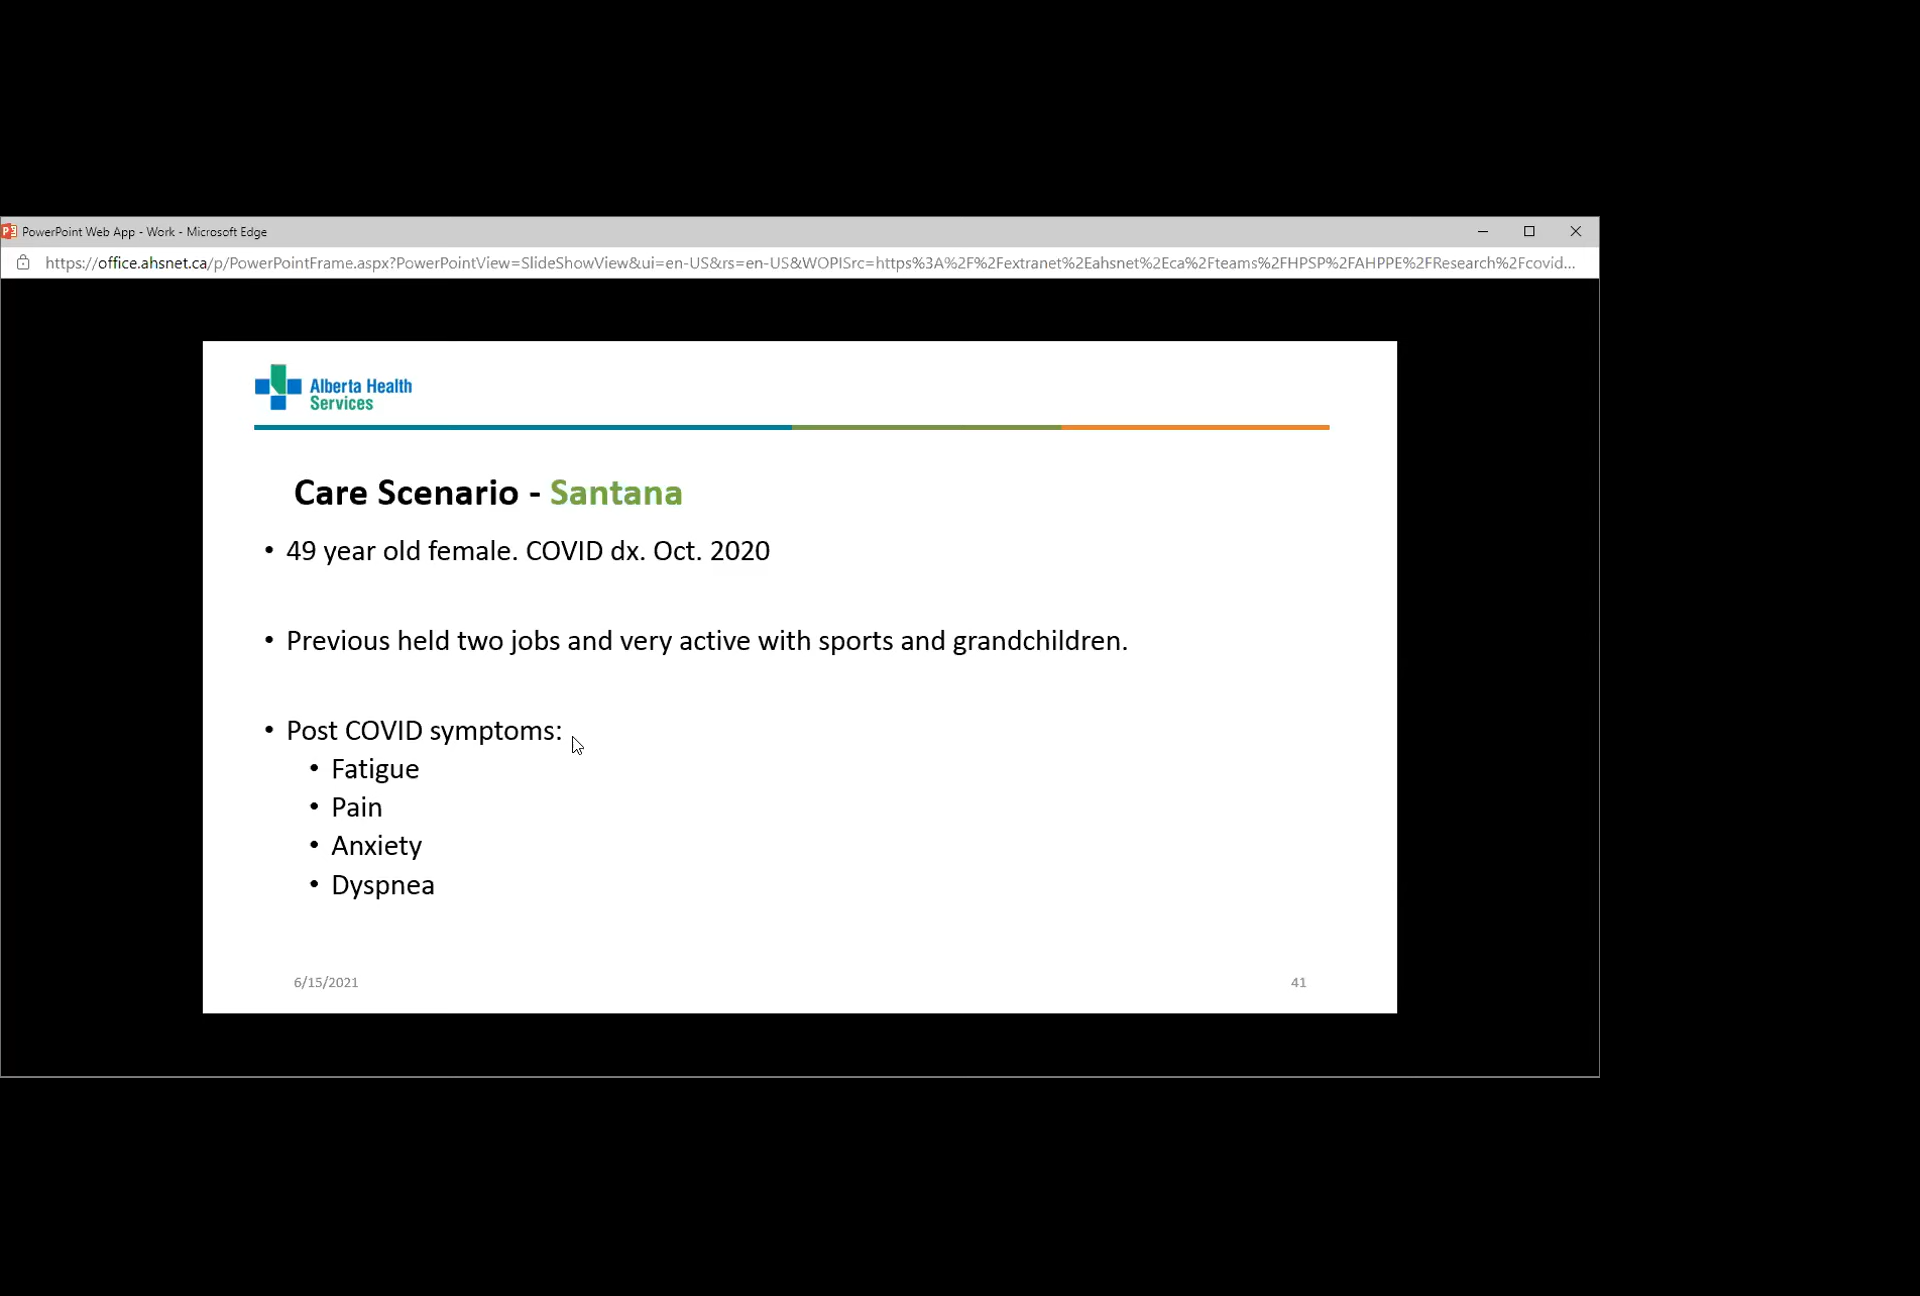 PowerPoint Web App - Work - Microsoft Edge
https://office.ahsnet.ca/p/PowerPointFrame.aspx?PowerPointView=SlideShowView&ui=en-US&rs=en-US&WOPISrc=https%3A%2F%2Fextranet%2Eahsnet%2Eca%2Fteams%2FHPSP%2FAHPPE%2FResearch%2Fcovid...
Alberta Health
Services
Care Scenario - Santana
• 49 year old female. COVID dx. Oct. 2020
• Previous held two jobs and very active with sports and grandchildren.
• Post COVID symptoms:
• Fatigue
• Pain
• Anxiety
• Dyspnea
6/15/2021
41